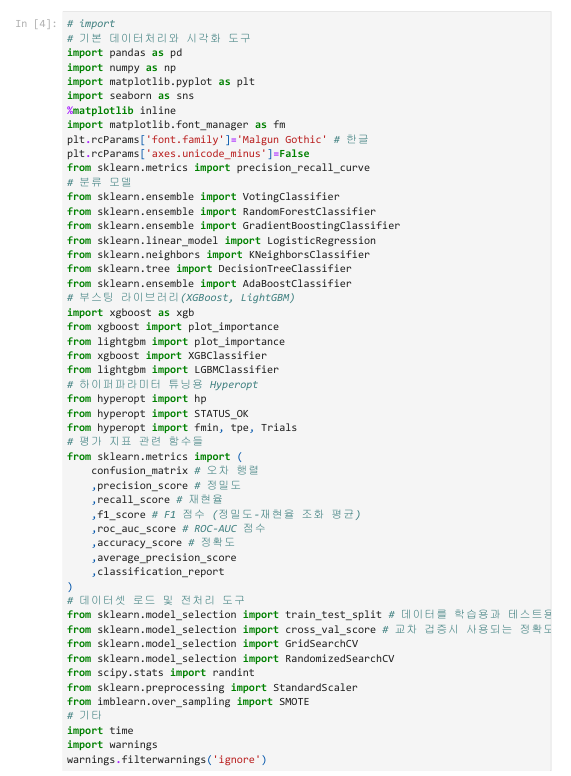 In [4]:
# import
# 기본 데이터처리와 시각화 도구
import pandas as pd
import numpy as np
import matplotlib.pyplot as plt
import seaborn as sns
%matplotlib inline
import matplotlib.font_manager as fm
plt.rcParams['font.family']='Malgun Gothic' # 한글
plt.rcParams['axes.unicode_minus']=False
from sklearn.metrics import precision_recall_curve
# 분류 모델
from sklearn.ensemble import VotingClassifier
from sklearn.ensemble import RandomForestClassifier
from sklearn.ensemble import GradientBoostingClassifier
from sklearn.linear_model import LogisticRegression
from sklearn.neighbors import KNeighborsClassifier
from sklearn.tree import DecisionTreeClassifier
from sklearn.ensemble import AdaBoostClassifier
# 부스팅 라이브러리(XGBoost, LightGBM)
import xgboost as xgb
from xgboost import plot_importance
from lightgbm import plot_importance
from xgboost import XGBClassifier
from lightgbm import LGBMClassifier
# 하이퍼파라미터 튜닝용 Hyperopt
from hyperopt import hp
from hyperopt import STATUS_OK
from hyperopt import fmin, tpe, Trials
# 평가 지표 관련 함수들
from sklearn.metrics import (
    confusion_matrix # 오차 행렬
    ,precision_score # 정밀도
    ,recall_score # 재현율
    ,f1_score # F1 점수 (정밀도-재현율 조화 평균)
    ,roc_auc_score # ROC-AUC 점수
    ,accuracy_score # 정확도
    ,average_precision_score
    ,classification_report
)
# 데이터셋 로드 및 전처리 도구
from sklearn.model_selection import train_test_split # 데이터를 학습용과 테스트용
from sklearn.model_selection import cross_val_score # 교차 검증시 사용되는 정확도
from sklearn.model_selection import GridSearchCV
from sklearn.model_selection import RandomizedSearchCV
from scipy.stats import randint
from sklearn.preprocessing import StandardScaler
from imblearn.over_sampling import SMOTE
# 기타
import time
import warnings
warnings.filterwarnings('ignore')